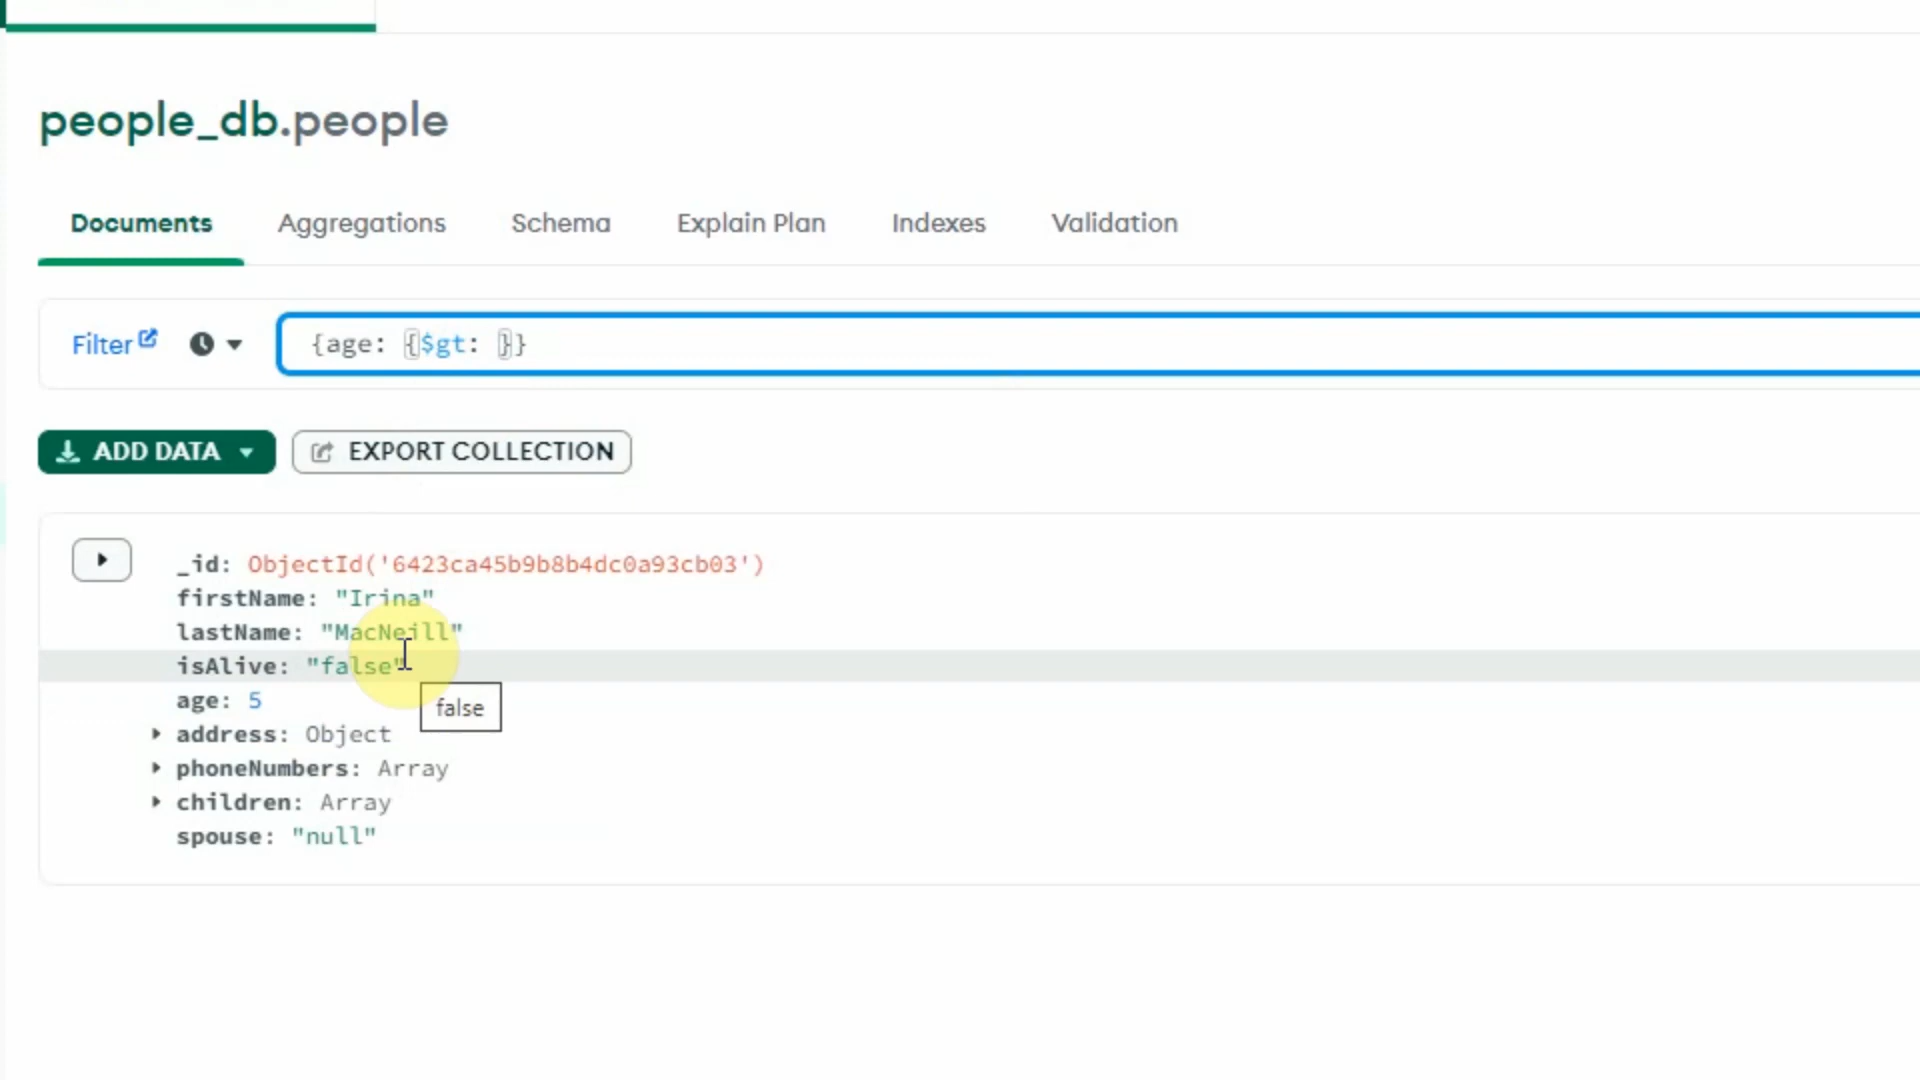 people_db.people
Documents Aggregations Schema Explain Plan Indexes Validation
Filter {age: {$gt: }}
ADD DATA EXPORT COLLECTION
_id: ObjectId('6423ca45b9b8b4dc0a93cb03')
firstName: "Irina"
lastName: "MacNeill"
isAlive: "false"
age: 5
false
address: Object
phoneNumbers: Array
children: Array
spouse: "null"